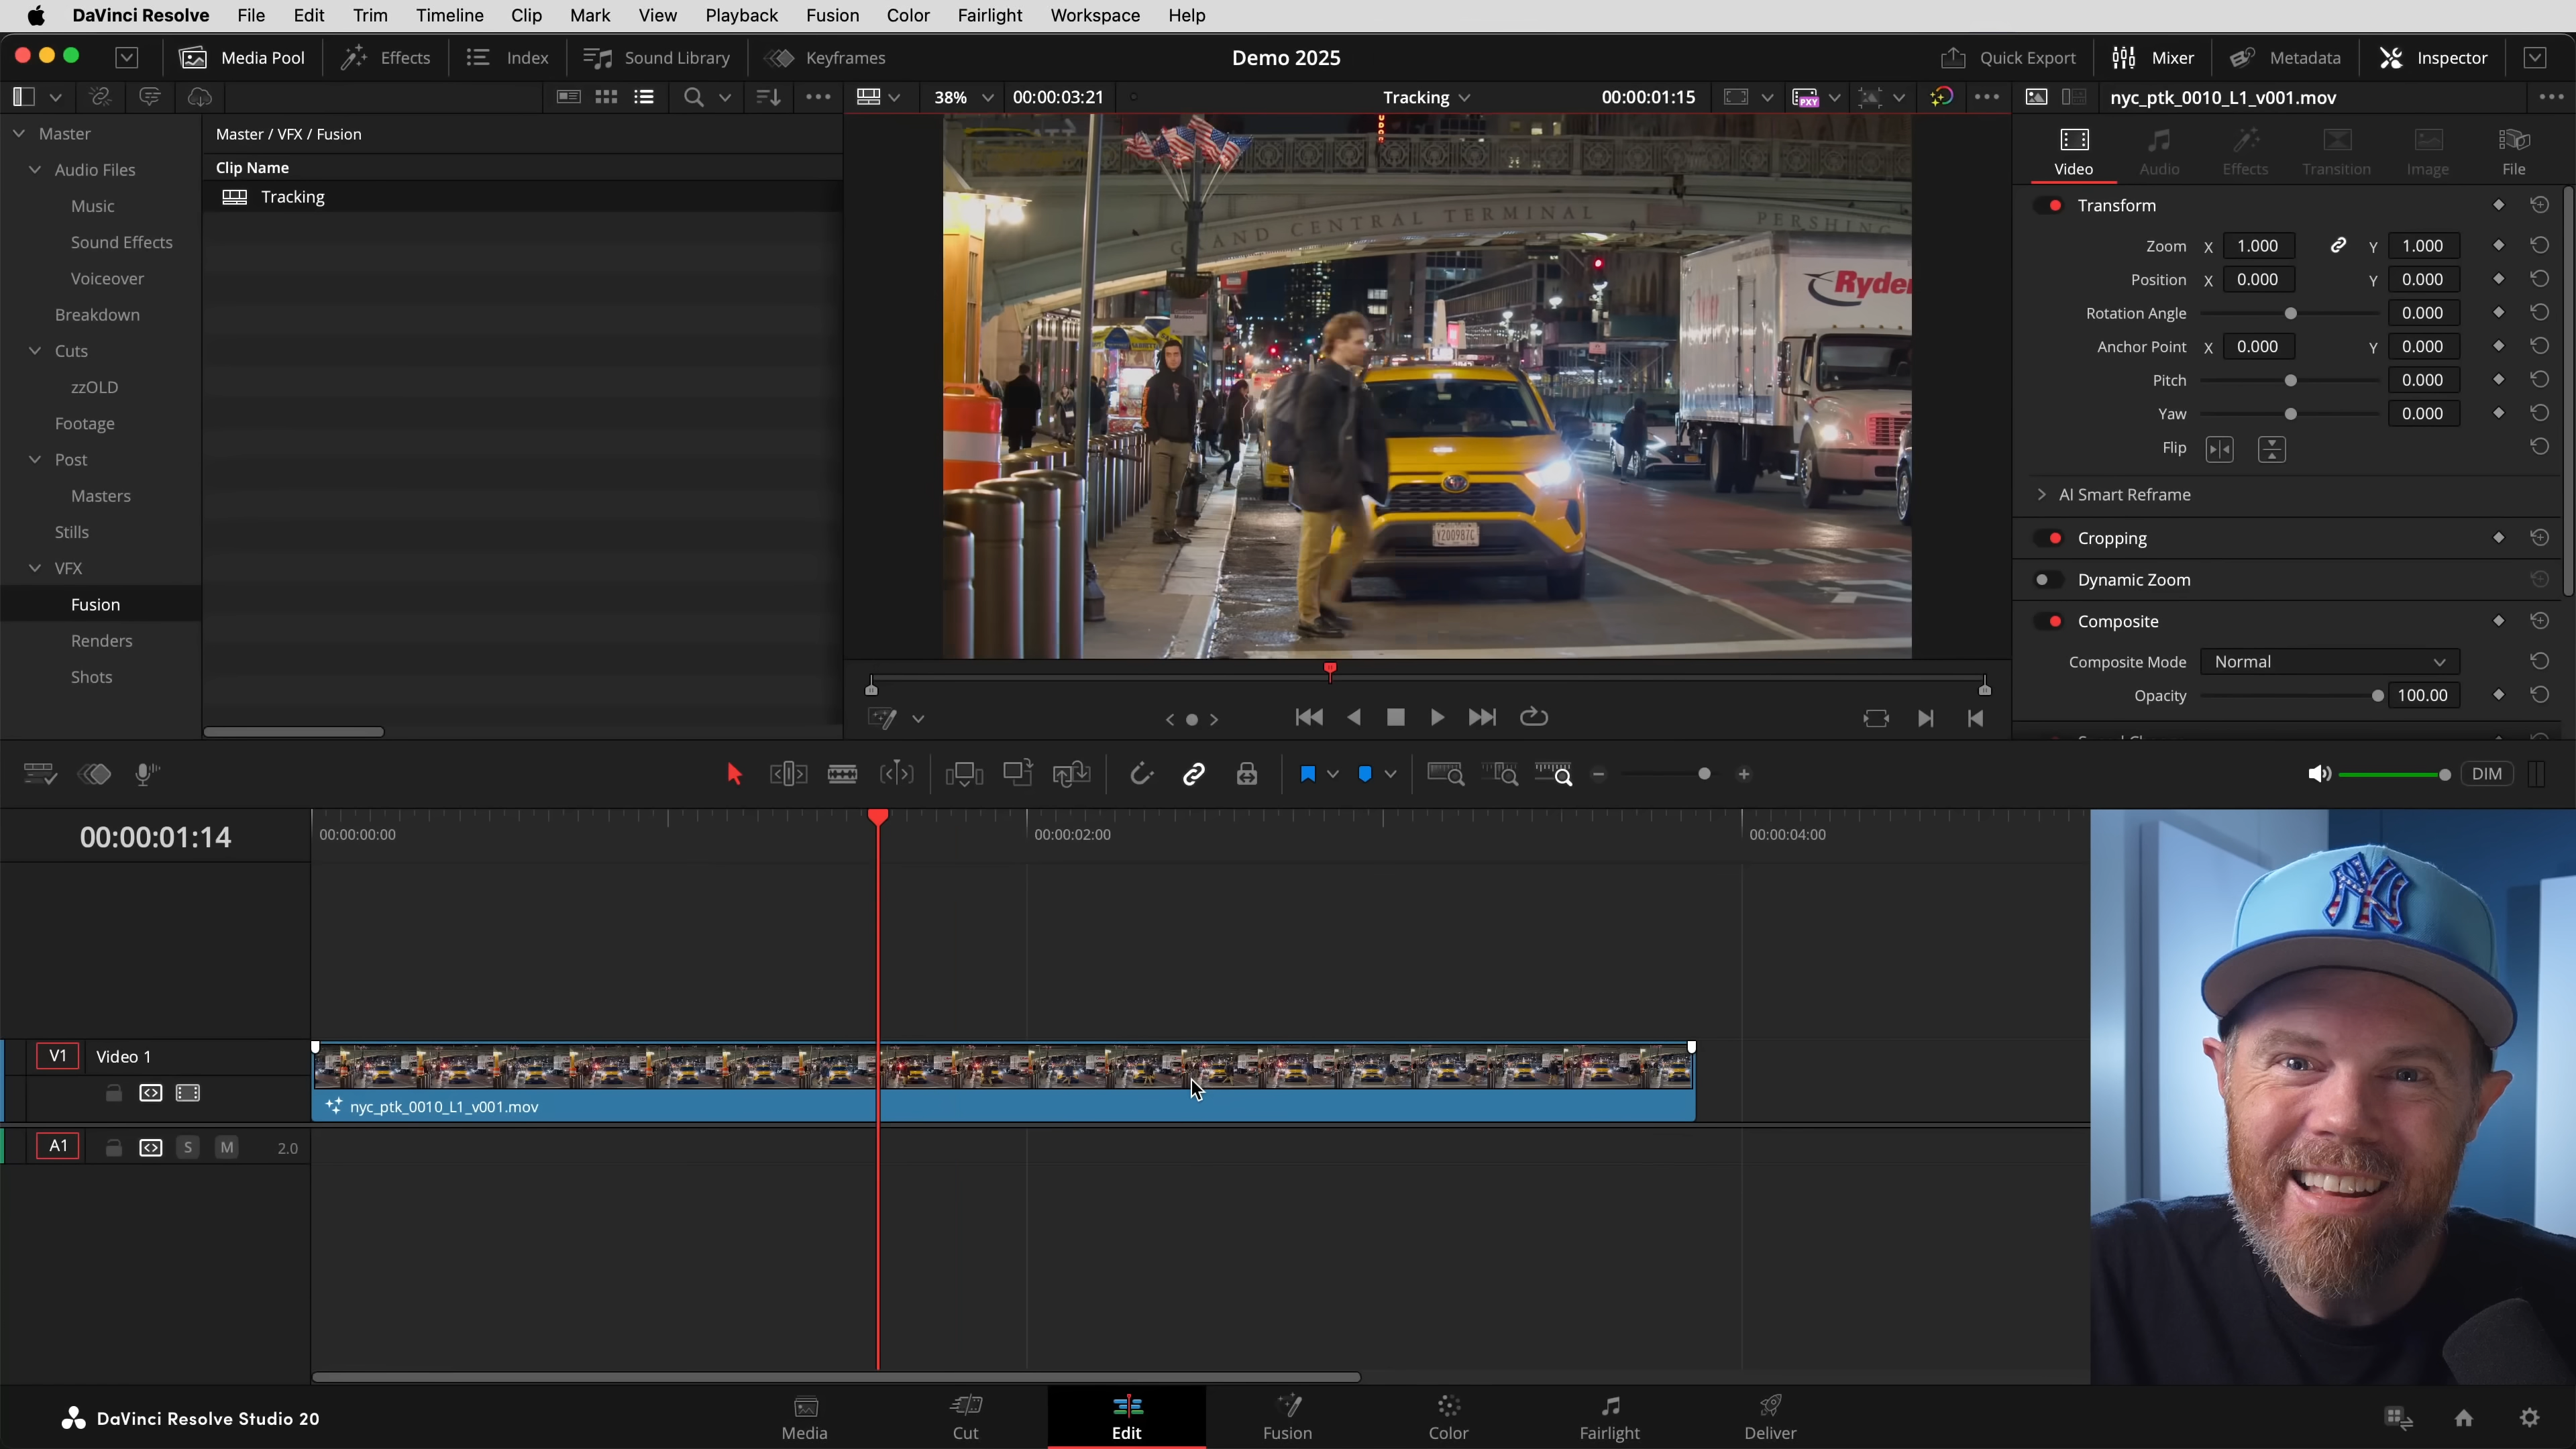 DaVinci Resolve File Edit Trim Timeline Clip Mark View Playback Fusion Color Fairlight Workspace Help
Media Pool Effects Index Sound Library Keyframes Demo 2025 Quick Export Mixer Metadata Inspector
38% 00:00:03:21 Tracking 00:00:01:15 PXY nyc_ptk_0010_L1_v001.mov
Master
Audio Files
Music
Sound Effects
Voiceover
Breakdown
Cuts
zzOLD
Footage
Post
Masters
Stills
VFX
Fusion
Renders
Shots
Master / VFX / Fusion
Clip Name
Tracking
GRAND CENTRAL TERMINAL
PERSHING
Ryder
Video Audio Effects Transition Image File
Transform
Zoom X 1.000 Y 1.000
Position X 0.000 Y 0.000
Rotation Angle 0.000
Anchor Point X 0.000 Y 0.000
Pitch 0.000
Yaw 0.000
Flip
AI Smart Reframe
Cropping
Dynamic Zoom
Composite
Composite Mode Normal
Opacity 100.00
DIM
00:00:01:14
00:00:00:00 00:00:02:00 00:00:04:00
V1 Video 1
nyc_ptk_0010_L1_v001.mov
A1 S M 2.0
NY
DaVinci Resolve Studio 20
Media Cut Edit Fusion Color Fairlight Deliver